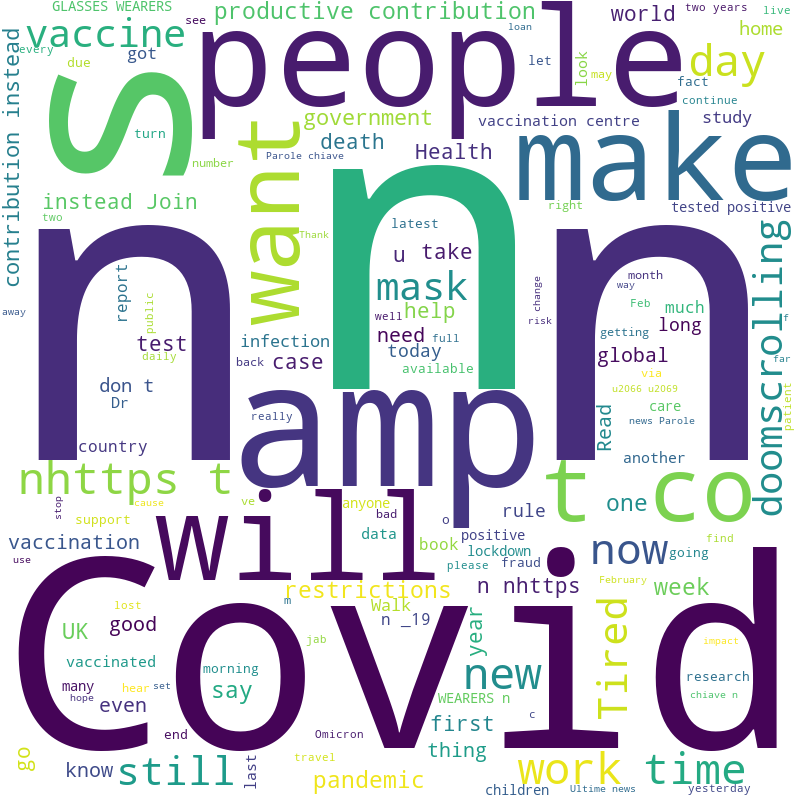 GLASSES WEARERS
productive contribution
world
two years
live
see
people
vaccine
every
due
got
loan
let
look
may
day
home
fact
continue
contribution instead
S
turn
want
government
death
number
Parole chiave
Health
vaccination centre
study
make
instead Join
two
right
tested positive
n
n
n
latest
Thank
u
take
mask
well
full
help
need
today
available
report
public
test
daily
don t
Dr
infection
back
case
country
away
change
risk
month
way
Feb
much
getting
long
global
via
u2066 u2069
care
news Parole
Read
another
doomscrolling
f
far
patient
amp
really
nhttps t
t co
one
stop
cause
ve
anyone
bad
o
support
data
book
positive
rule
lockdown
please
fraud
now
going
find
vaccination
use
will
restrictions
n nhttps
February
week
m
Walk
n _19
lost
UK
good
year
Tired
jab
impact
vaccinated
morning
Covid
new
research
many
hear
set
say
WEARERS n
chiave n
hope
even
c
first
end
Omicron
thing
go
know
still
last
travel
pandemic
work
time
children
Ultime news
yesterday